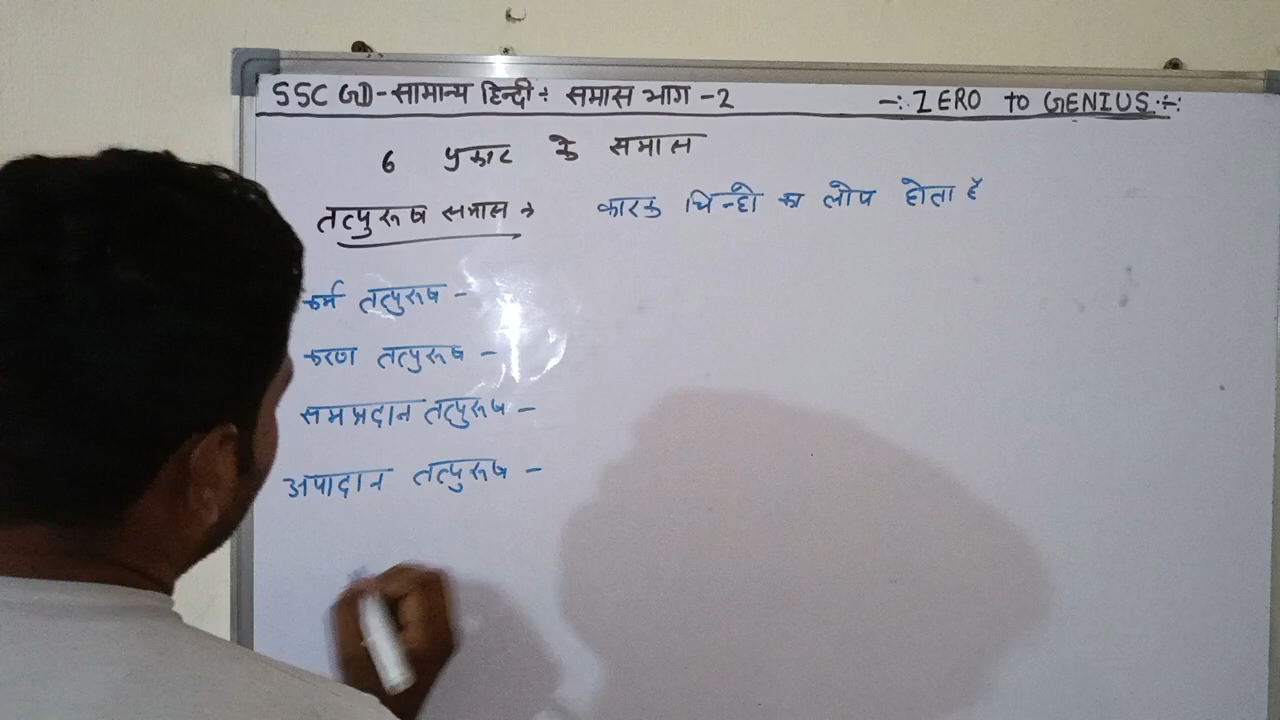 SSC GD - सामान्य हिन्दी ÷ समास भाग - 2 -:. ZERO to GENIUS .-:
6 प्रकार के समास
तत्पुरूष समास → कारक चिन्हो का लोप होता है
कर्म तत्पुरूष -
करण तत्पुरूष -
सम्प्रदान तत्पुरूष -
अपादान तत्पुरूष -